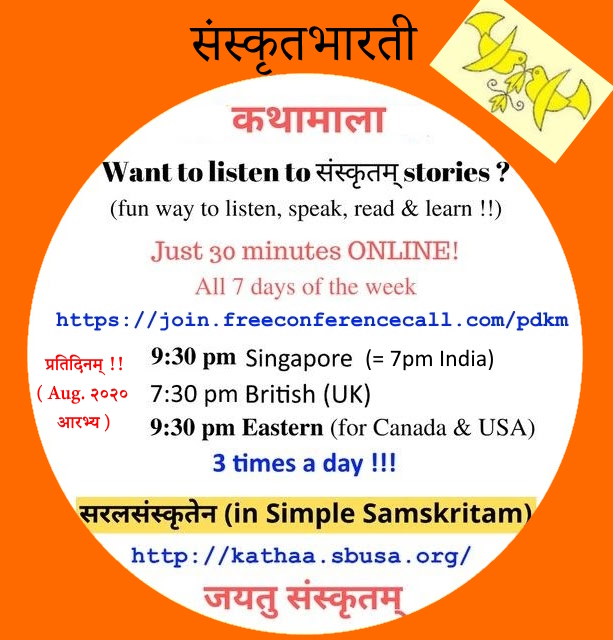 संस्कृतभारती
कथामाला
Want to listen to संस्कृतम् stories ?
(fun way to listen, speak, read & learn !!)
Just 30 minutes ONLINE!
All 7 days of the week
https://join.freeconferencecall.com/pdkm
प्रतिदिनम् !!
( Aug. २०२०
आरभ्य )
9:30 pm Singapore (= 7pm India)
7:30 pm British (UK)
9:30 pm Eastern (for Canada & USA)
3 times a day !!!
सरलसंस्कृतेन (in Simple Samskritam)
http://kathaa.sbusa.org/
जयतु संस्कृतम्